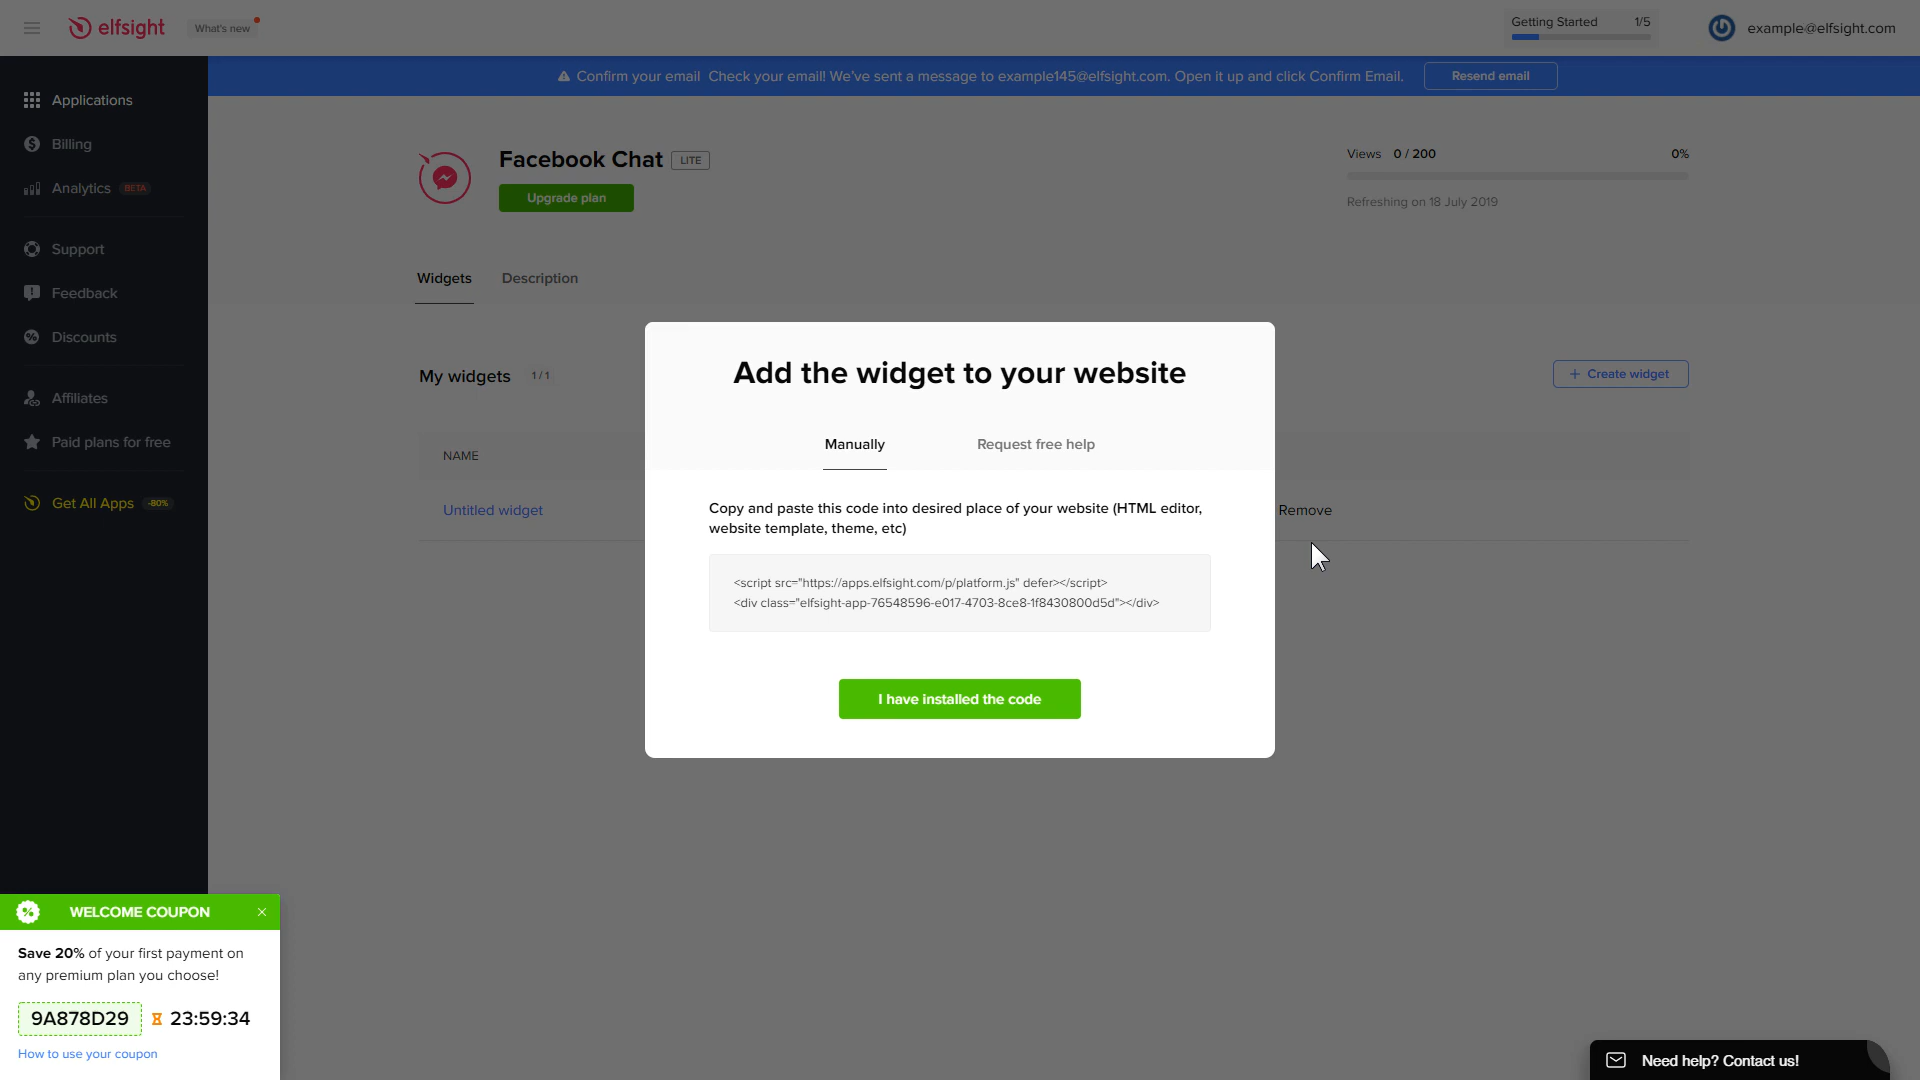 elfsight
What's new
Getting Started 1/5
example@elfsight.com
Confirm your email Check your email! We've sent a message to example145@elfsight.com. Open it up and click Confirm Email.
Resend email
Applications
Billing
Analytics BETA
Support
Feedback
Discounts
Affiliates
Paid plans for free
Get All Apps -80%
Facebook Chat LITE
Upgrade plan
Views 0 / 200 0%
Refreshing on 18 July 2019
Widgets Description
My widgets 1 / 1
+ Create widget
NAME
Untitled widget
Remove
Add the widget to your website
Manually Request free help
Copy and paste this code into desired place of your website (HTML editor,
website template, theme, etc)
<script src="https://apps.elfsight.com/p/platform.js" defer></script>
<div class="elfsight-app-76548596-e017-4703-8ce8-1f8430800d5d"></div>
I have installed the code
WELCOME COUPON
Save 20% of your first payment on
any premium plan you choose!
9A878D29 23:59:34
How to use your coupon
Need help? Contact us!